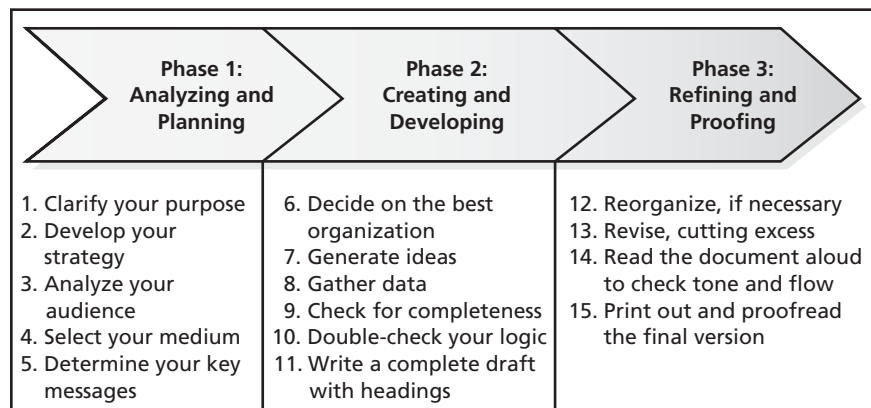 Phase 1:
Analyzing and
Planning
Phase 2:
Creating and
Developing
Phase 3:
Refining and
Proofing
1. Clarify your purpose
2. Develop your
strategy
3. Analyze your
audience
4. Select your medium
5. Determine your key
messages
6. Decide on the best
organization
7. Generate ideas
8. Gather data
9. Check for completeness
10. Double-check your logic
11. Write a complete draft
with headings
12. Reorganize, if necessary
13. Revise, cutting excess
14. Read the document aloud
to check tone and flow
15. Print out and proofread
the final version